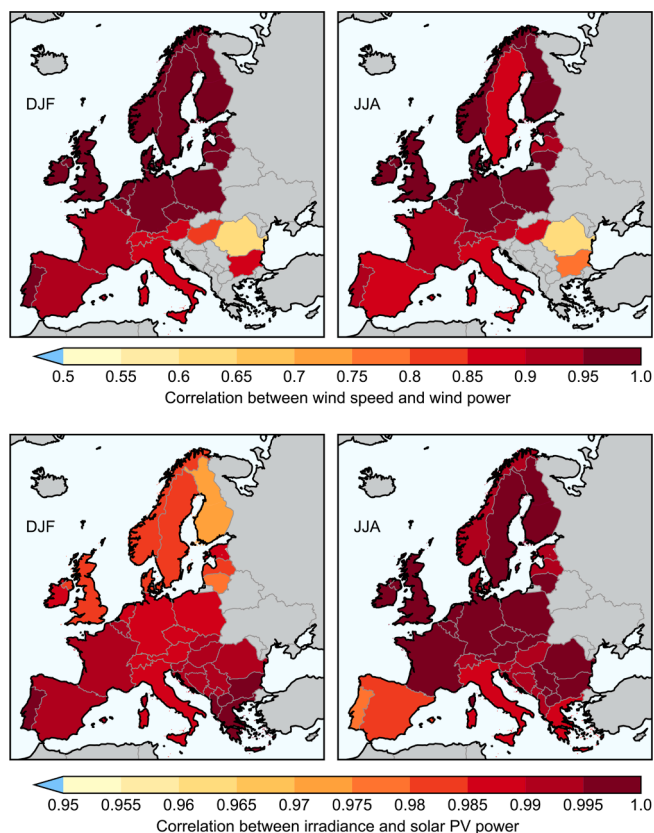 DJF
JJA
0.5 0.55 0.6 0.65 0.7 0.75 0.8 0.85 0.9 0.95 1.0
Correlation between wind speed and wind power
DJF
JJA
0.95 0.955 0.96 0.965 0.97 0.975 0.98 0.985 0.99 0.995 1.0
Correlation between irradiance and solar PV power